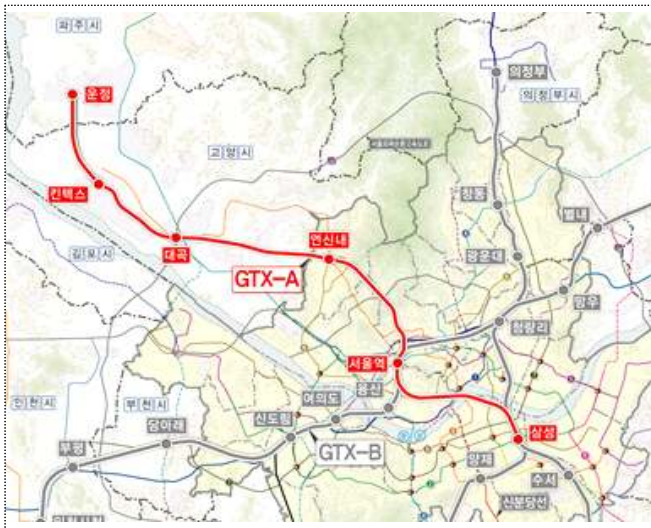 파주시
운정
의정부
의정부시
고양시
킨텍스
창동
별내
김포시
대곡
연신내
광운대
GTX-A
망우
청량리
서울역
용산
인천시
부천시
여의도
당아래
신도림
삼성
부평
GTX-B
양재
수서
신분당선